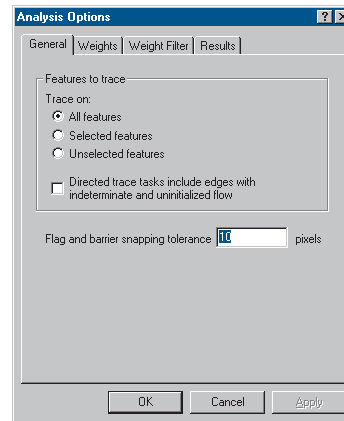 Analysis Options
General Weights Weight Filter Results
Features to trace
Trace on:
All features
Selected features
Unselected features
Directed trace tasks include edges with
indeterminate and uninitialized flow
Flag and barrier snapping tolerance 10 pixels
OK Cancel Apply